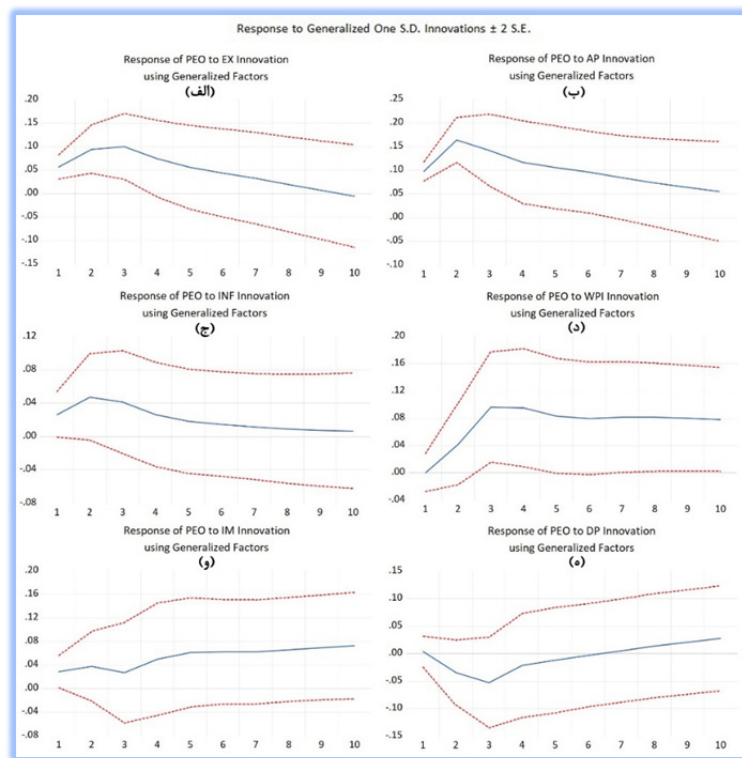 Response to Generalized One S.D. Innovations ± 2 S.E.
Response of PEO to EX Innovation
using Generalized Factors
(الف)
.20
.15
.10
.05
.00
-.05
-.10
-.15
1 2 3 4 5 6 7 8 9 10
Response of PEO to AP Innovation
using Generalized Factors
(ب)
.25
.20
.15
.10
.05
.00
-.05
-.10
1 2 3 4 5 6 7 8 9 10
Response of PEO to INF Innovation
using Generalized Factors
(ج)
.12
.08
.04
.00
-.04
-.08
1 2 3 4 5 6 7 8 9 10
Response of PEO to WPI Innovation
using Generalized Factors
(د)
.20
.16
.12
.08
.04
.00
-.04
1 2 3 4 5 6 7 8 9 10
Response of PEO to IM Innovation
using Generalized Factors
(و)
.20
.16
.12
.08
.04
.00
-.04
-.08
1 2 3 4 5 6 7 8 9 10
Response of PEO to DP Innovation
using Generalized Factors
(ه)
.15
.10
.05
.00
-.05
-.10
-.15
1 2 3 4 5 6 7 8 9 10